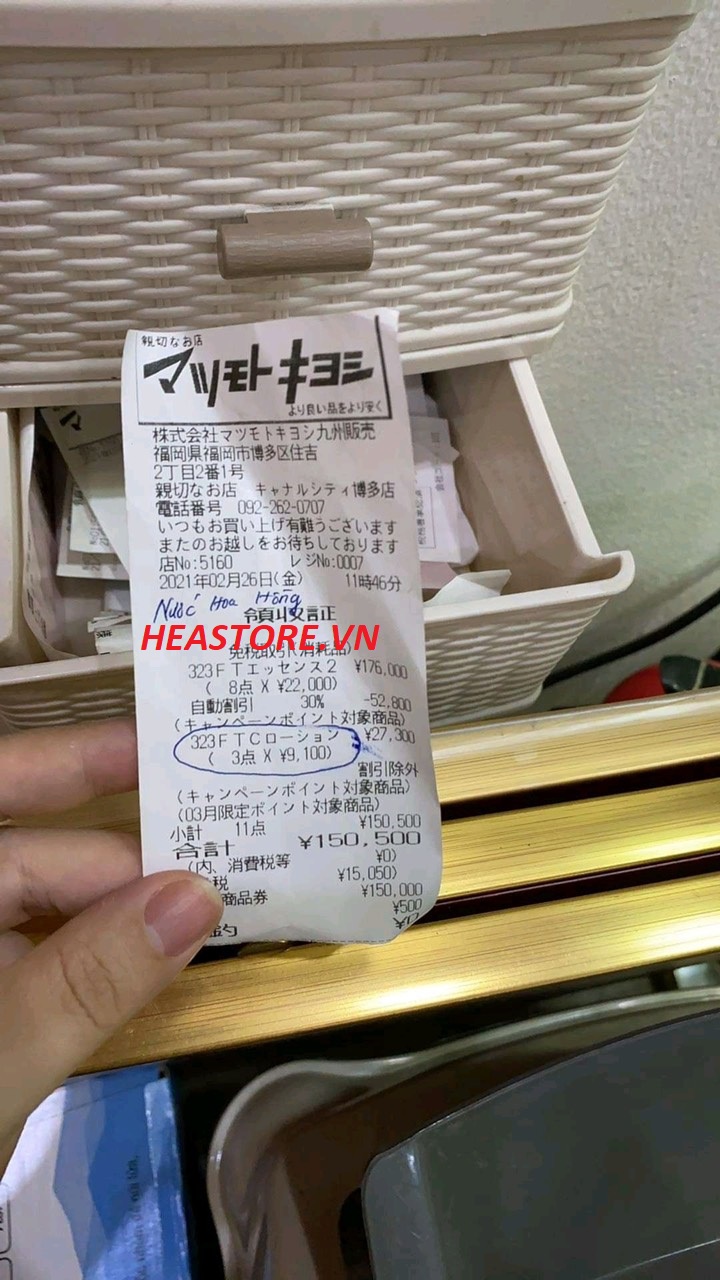 親切なお店
マツモトキヨシ
より良い品をより安く
株式会社マツモトキヨシ九州販売
福岡県福岡市博多区住吉
2丁目2番1号
親切なお店 キャナルシティ博多店
電話番号 092-262-0707
いつもお買い上げ有難うございます
またのお越しをお待ちしております
店No:5160 レジNo:0007
2021年02月26日(金) 11時46分
Nước Hoa Hồng
領収証
HEASTORE.VN
免税取引(消耗品)
323FTエッセンス2 ¥176,000
( 8点 X ¥22,000)
自動割引 30% -52,800
(キャンペーンポイント対象商品)
323FTCローション ¥27,300
( 3点 X ¥9,100)
割引除外
(キャンペーンポイント対象商品)
(03月限定ポイント対象商品)
小計 11点 ¥150,500
合計 ¥150,500
(内、消費税等 ¥0)
税 ¥15,050)
商品券 ¥150,000
¥500